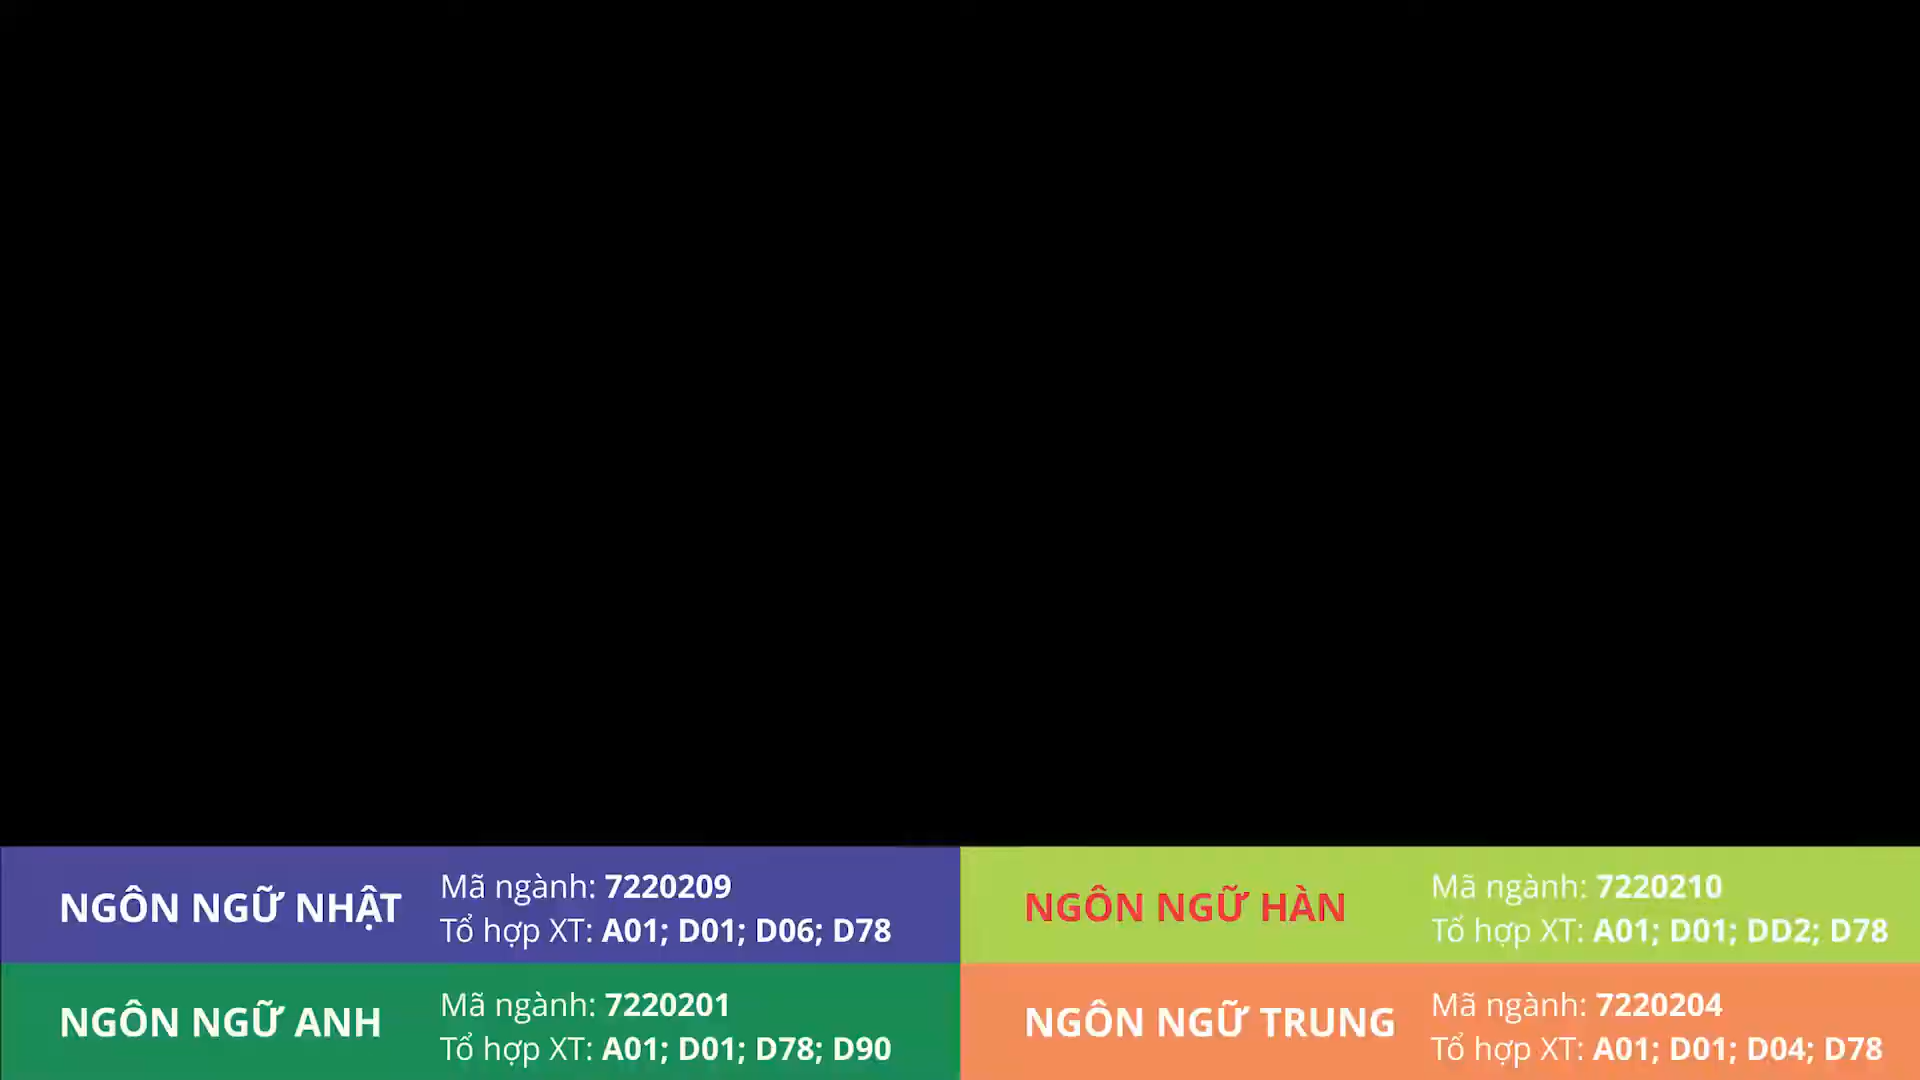 NGÔN NGỮ NHẬT
Mã ngành: 7220209
Tổ hợp XT: A01; D01; D06; D78
NGÔN NGỮ HÀN
Mã ngành: 7220210
Tổ hợp XT: A01; D01; DD2; D78
NGÔN NGỮ ANH
Mã ngành: 7220201
Tổ hợp XT: A01; D01; D78; D90
NGÔN NGỮ TRUNG
Mã ngành: 7220204
Tổ hợp XT: A01; D01; D04; D78